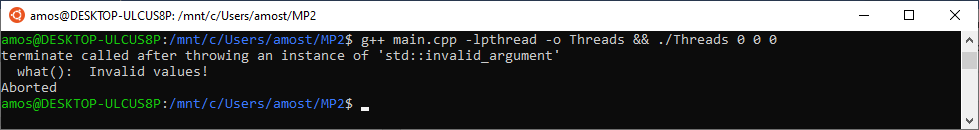 amos@DESKTOP-ULCUS8P: /mnt/c/Users/amost/MP2
amos@DESKTOP-ULCUS8P:/mnt/c/Users/amost/MP2$ g++ main.cpp -lpthread -o Threads && ./Threads 0 0 0
terminate called after throwing an instance of 'std::invalid_argument'
  what():  Invalid values!
Aborted
amos@DESKTOP-ULCUS8P:/mnt/c/Users/amost/MP2$